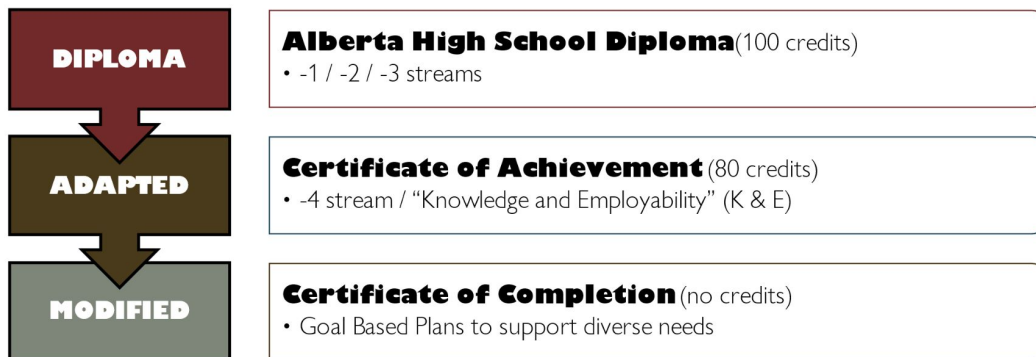 DIPLOMA
Alberta High School Diploma (100 credits)
• -1 / -2 / -3 streams
ADAPTED
Certificate of Achievement (80 credits)
• -4 stream / “Knowledge and Employability” (K & E)
MODIFIED
Certificate of Completion (no credits)
• Goal Based Plans to support diverse needs